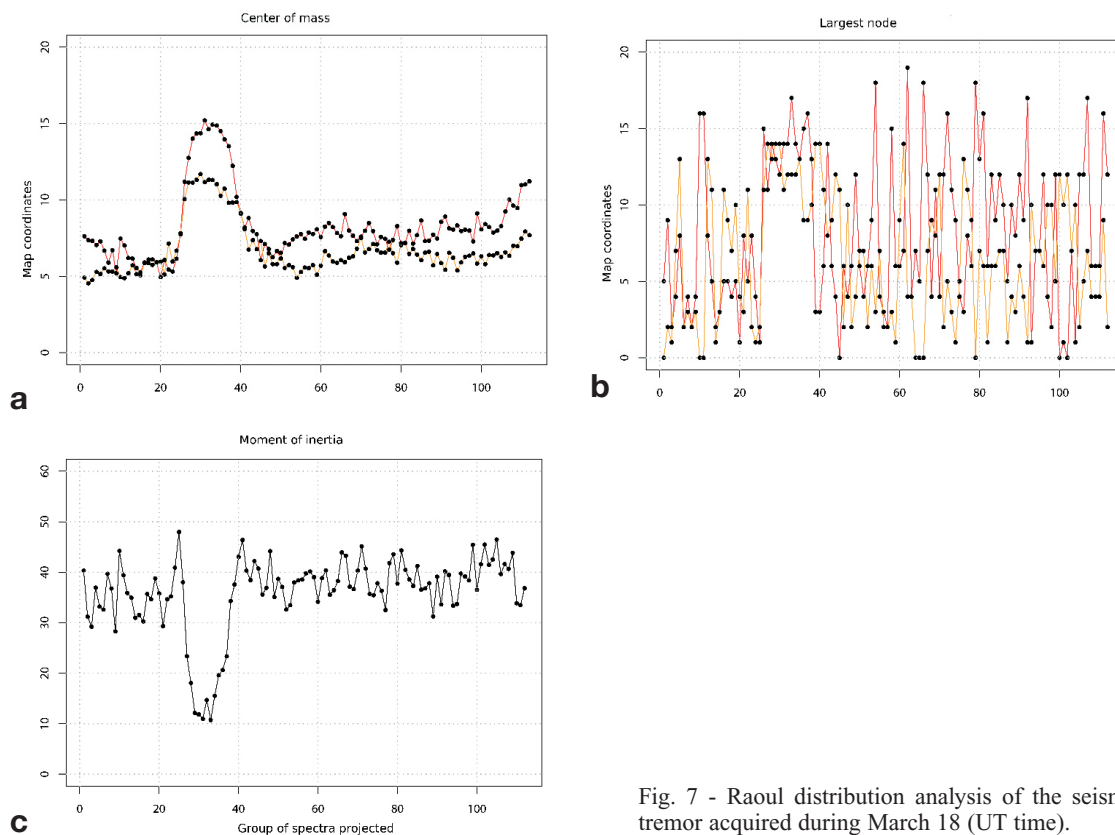 Center of mass
Map coordinates
20
15
10
5
0
0 20 40 60 80 100
a
Largest node
Map coordinates
20
15
10
5
0
0 20 40 60 80 100
b
Moment of inertia
60
50
40
30
20
10
0
0 20 40 60 80 100
Group of spectra projected
c
Fig. 7 - Raoul distribution analysis of the seism
tremor acquired during March 18 (UT time).